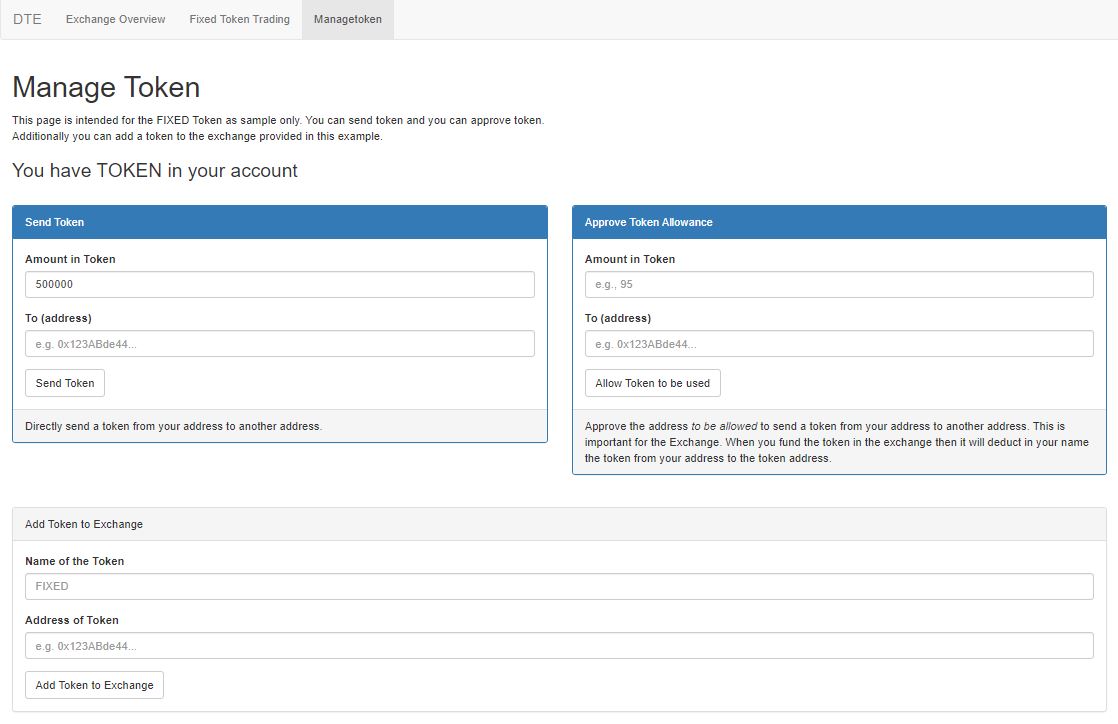 DTE Exchange Overview Fixed Token Trading Managetoken
Manage Token
This page is intended for the FIXED Token as sample only. You can send token and you can approve token.
Additionally you can add a token to the exchange provided in this example.
You have TOKEN in your account
Send Token
Amount in Token
500000
To (address)
e.g. 0x123ABde44...
Send Token
Directly send a token from your address to another address.
Approve Token Allowance
Amount in Token
e.g., 95
To (address)
e.g. 0x123ABde44...
Allow Token to be used
Approve the address to be allowed to send a token from your address to another address. This is
important for the Exchange. When you fund the token in the exchange then it will deduct in your name
the token from your address to the token address.
Add Token to Exchange
Name of the Token
FIXED
Address of Token
e.g. 0x123ABde44...
Add Token to Exchange